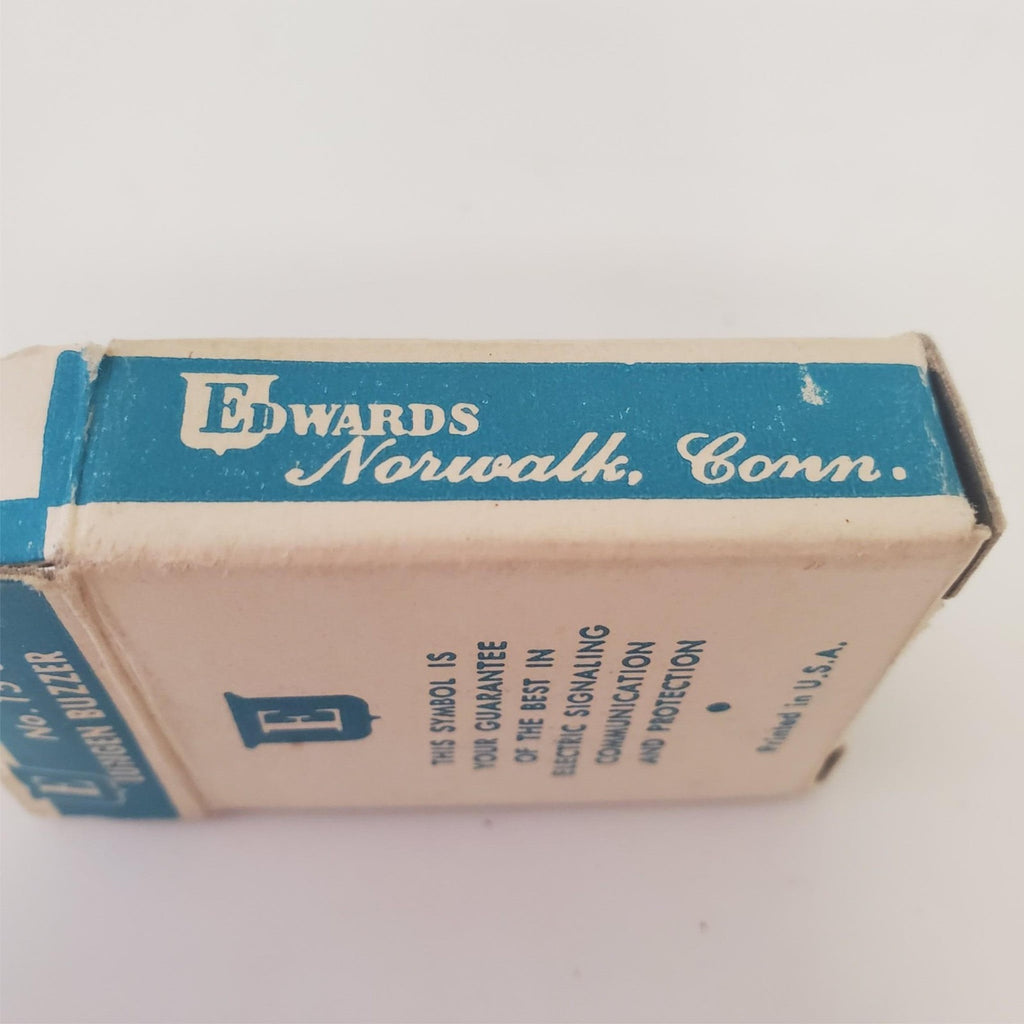 EDWARDS
Norwalk, Conn.
E
THIS SYMBOL IS
YOUR GUARANTEE
OF THE BEST IN
ELECTRIC SIGNALING
COMMUNICATION
AND PROTECTION
Printed in U.S.A.
No. 15
E
BUZZER